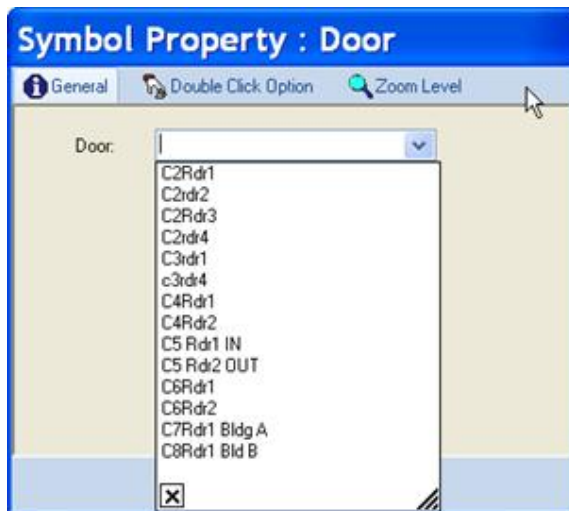 Symbol Property : Door
General Double Click Option Zoom Level
Door:
C2Rdr1
C2rdr2
C2Rdr3
C2rdr4
C3rdr1
c3rdr4
C4Rdr1
C4Rdr2
C5 Rdr1 IN
C5 Rdr2 OUT
C6Rdr1
C6Rdr2
C7Rdr1 Bldg A
C8Rdr1 Bld B